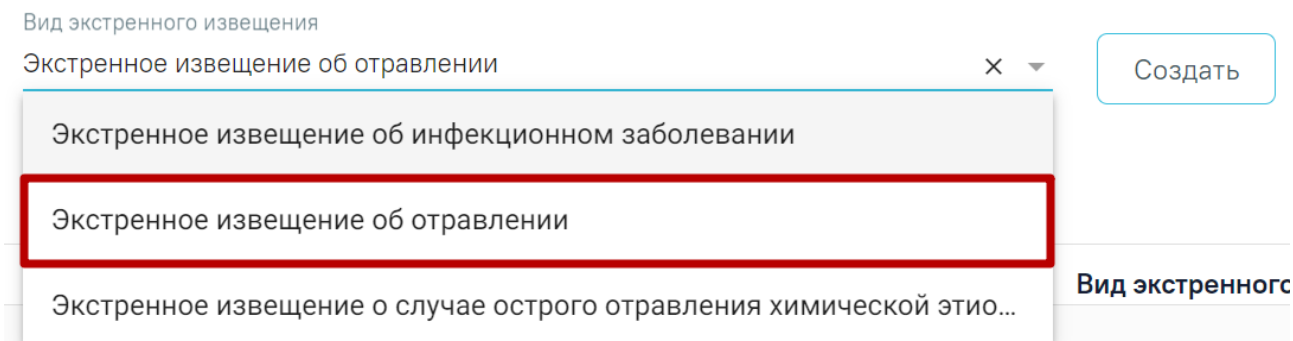 Вид экстренного извещения
Экстренное извещение об отравлении
Создать
Экстренное извещение об инфекционном заболевании
Экстренное извещение об отравлении
Вид экстренного
Экстренное извещение о случае острого отравления химической этио...